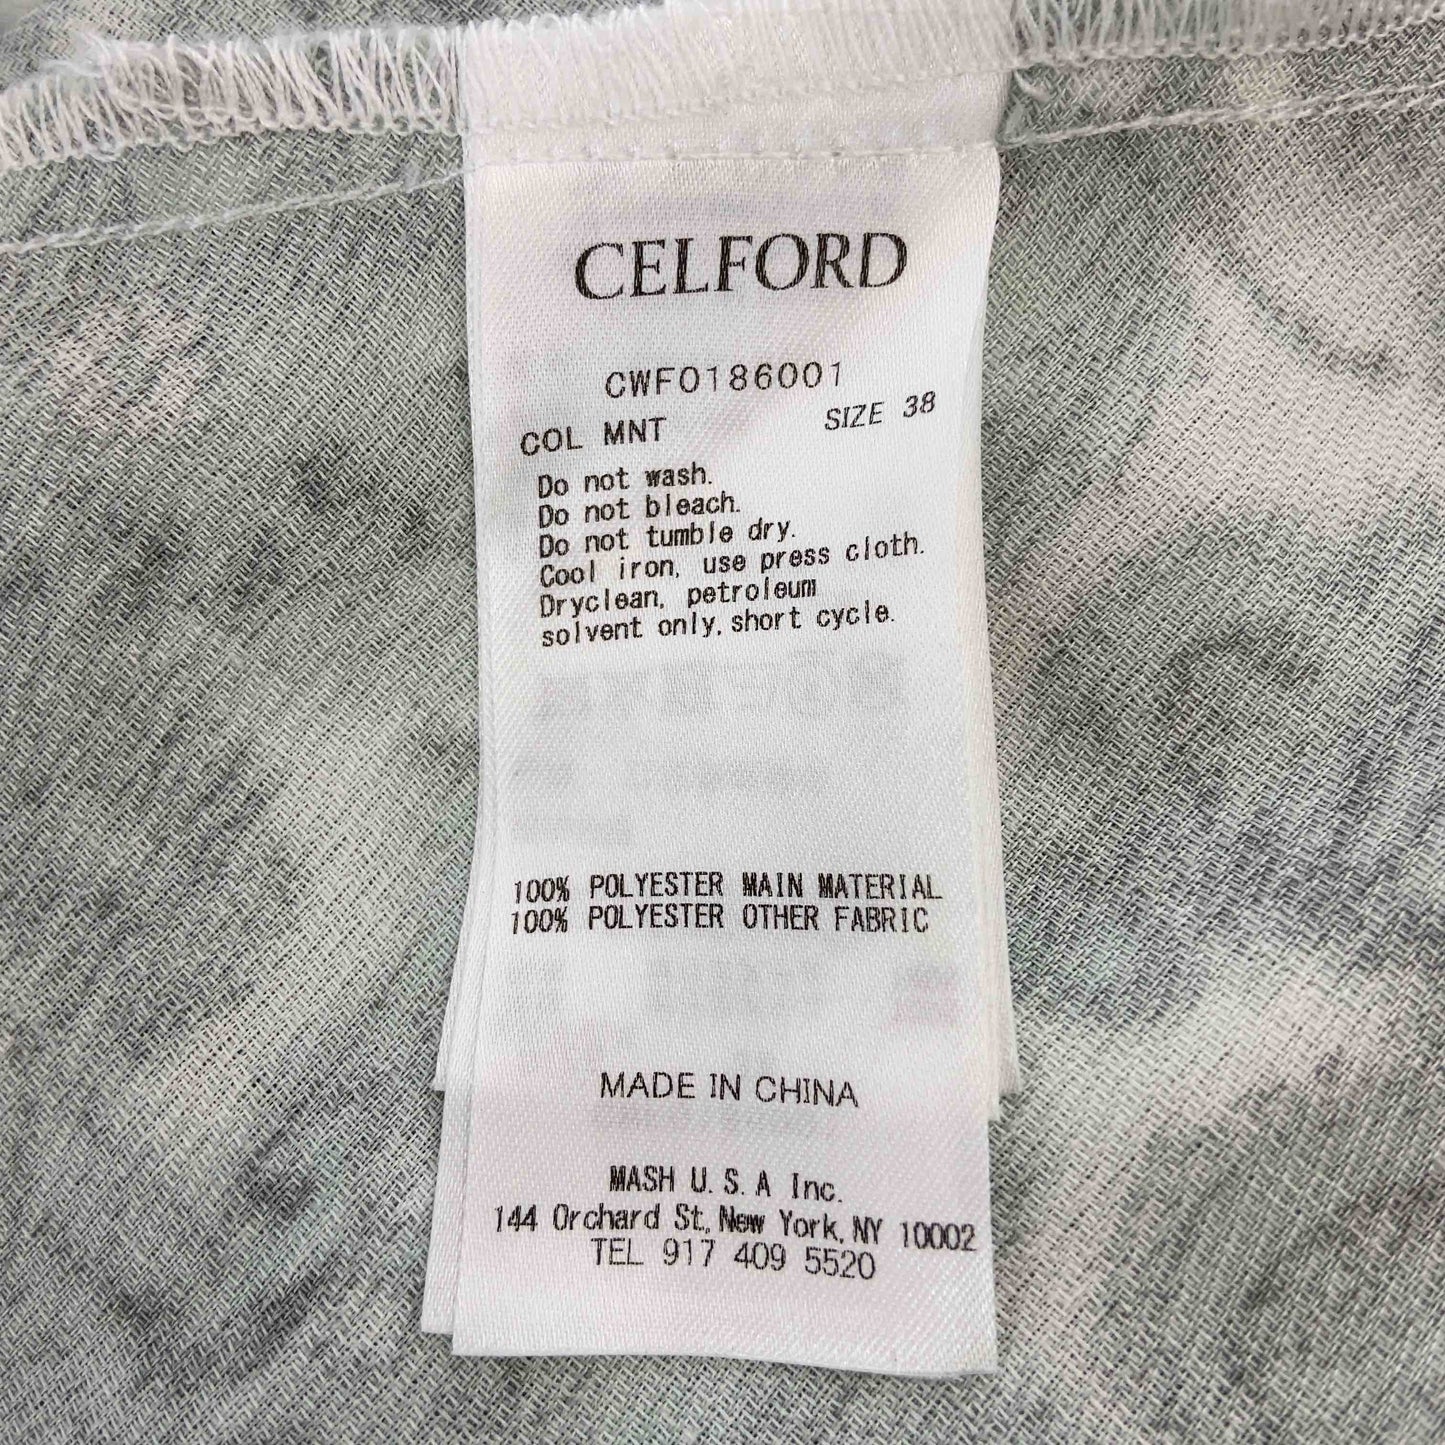 CELFORD
CWF0186001
COL MNT SIZE 38
Do not wash.
Do not bleach.
Do not tumble dry.
Cool iron, use press cloth.
Dryclean, petroleum
solvent only, short cycle.
100% POLYESTER MAIN MATERIAL
100% POLYESTER OTHER FABRIC
MADE IN CHINA
MASH U.S.A Inc.
144 Orchard St, New York, NY 10002
TEL 917 409 5520